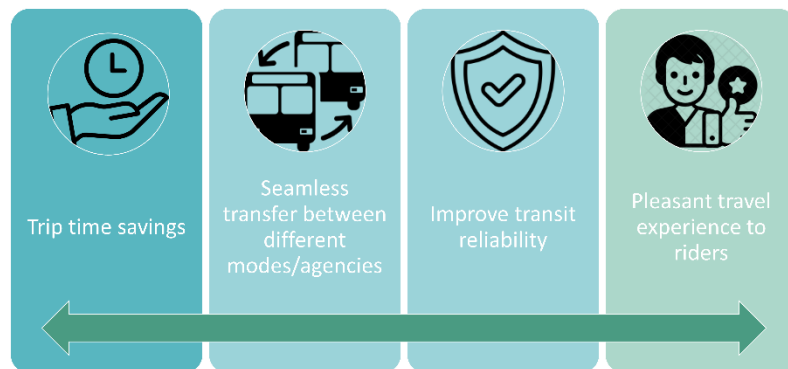 Trip time savings
Seamless
transfer between
different
modes/agencies
Improve transit
reliability
Pleasant travel
experience to
riders